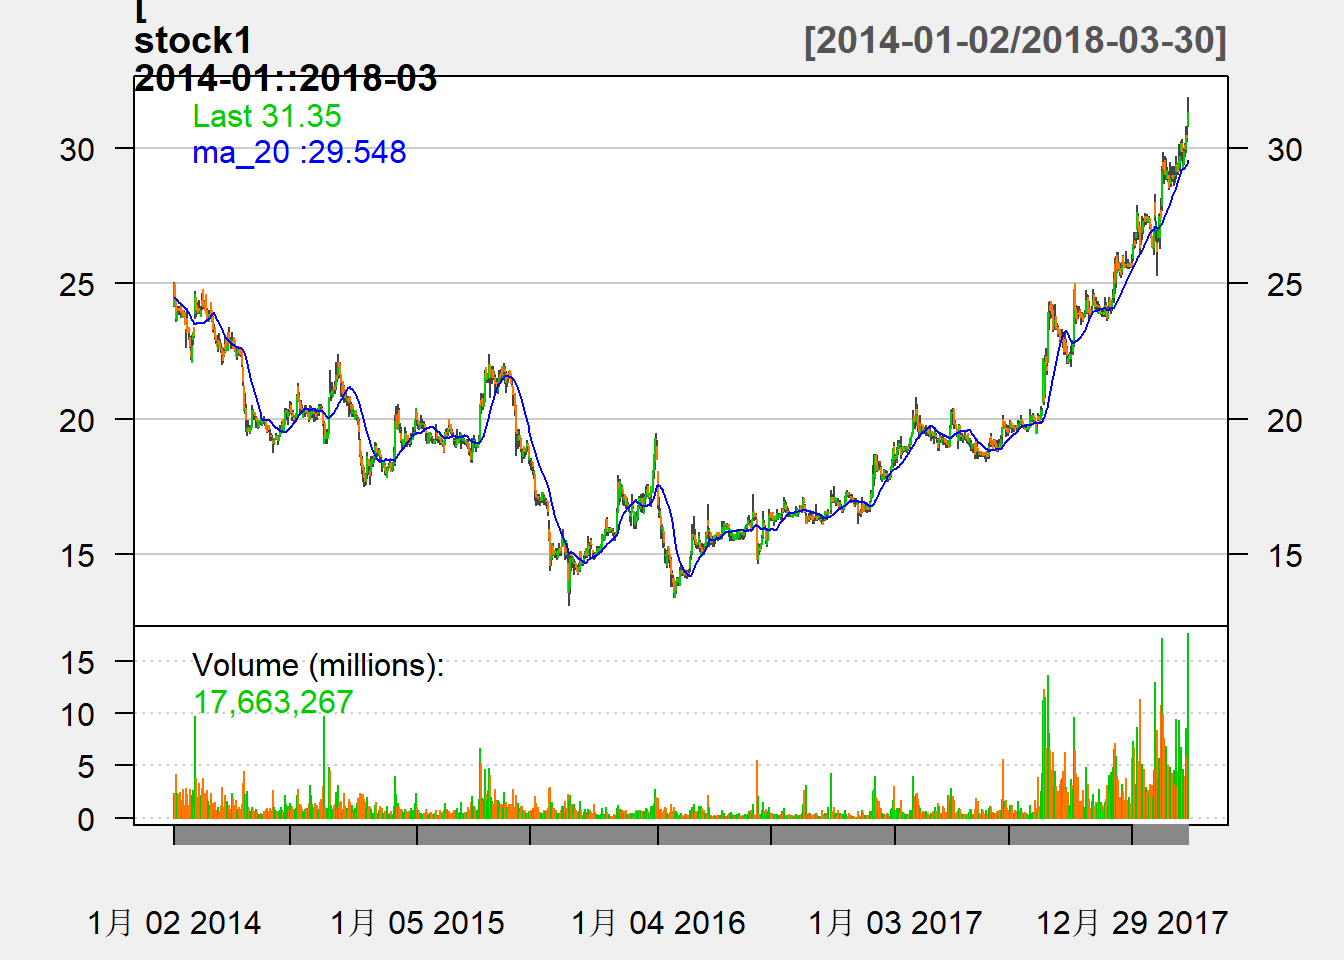 [
stock1
2014-01::2018-03
[2014-01-02/2018-03-30]
Last 31.35
ma_20 :29.548
30
25
20
15
30
25
20
15
Volume (millions):
17,663,267
15
10
5
0
1月 02 2014
1月 05 2015
1月 04 2016
1月 03 2017
12月 29 2017